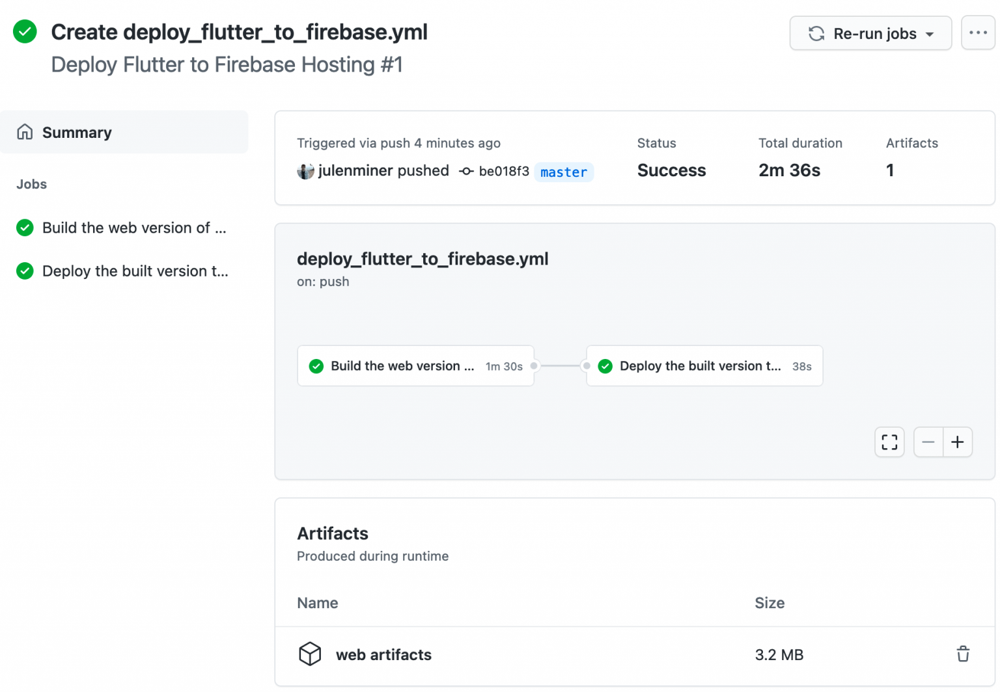 Create deploy_flutter_to_firebase.yml
Deploy Flutter to Firebase Hosting #1
Re-run jobs
Summary
Jobs
Build the web version of ...
Deploy the built version t...
Triggered via push 4 minutes ago
julenminer pushed be018f3 master
Status
Success
Total duration
2m 36s
Artifacts
1
deploy_flutter_to_firebase.yml
on: push
Build the web version ... 1m 30s
Deploy the built version t... 38s
Artifacts
Produced during runtime
Name Size
web artifacts 3.2 MB